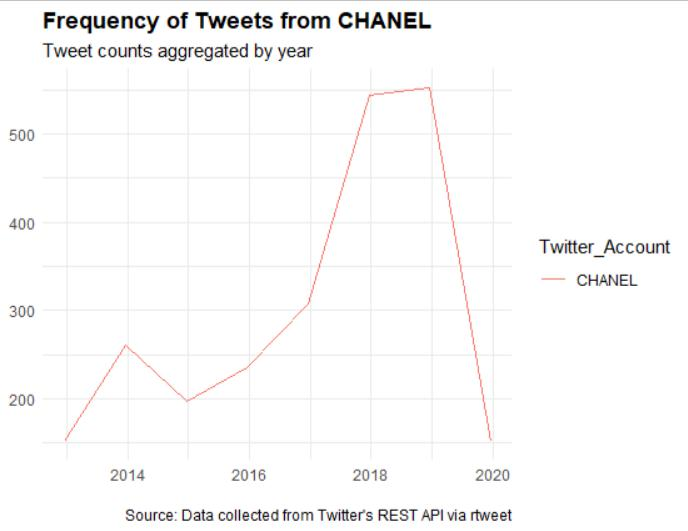 Frequency of Tweets from CHANEL
Tweet counts aggregated by year
500
400
300
200
2014 2016 2018 2020
Twitter_Account
CHANEL
Source: Data collected from Twitter's REST API via rtweet